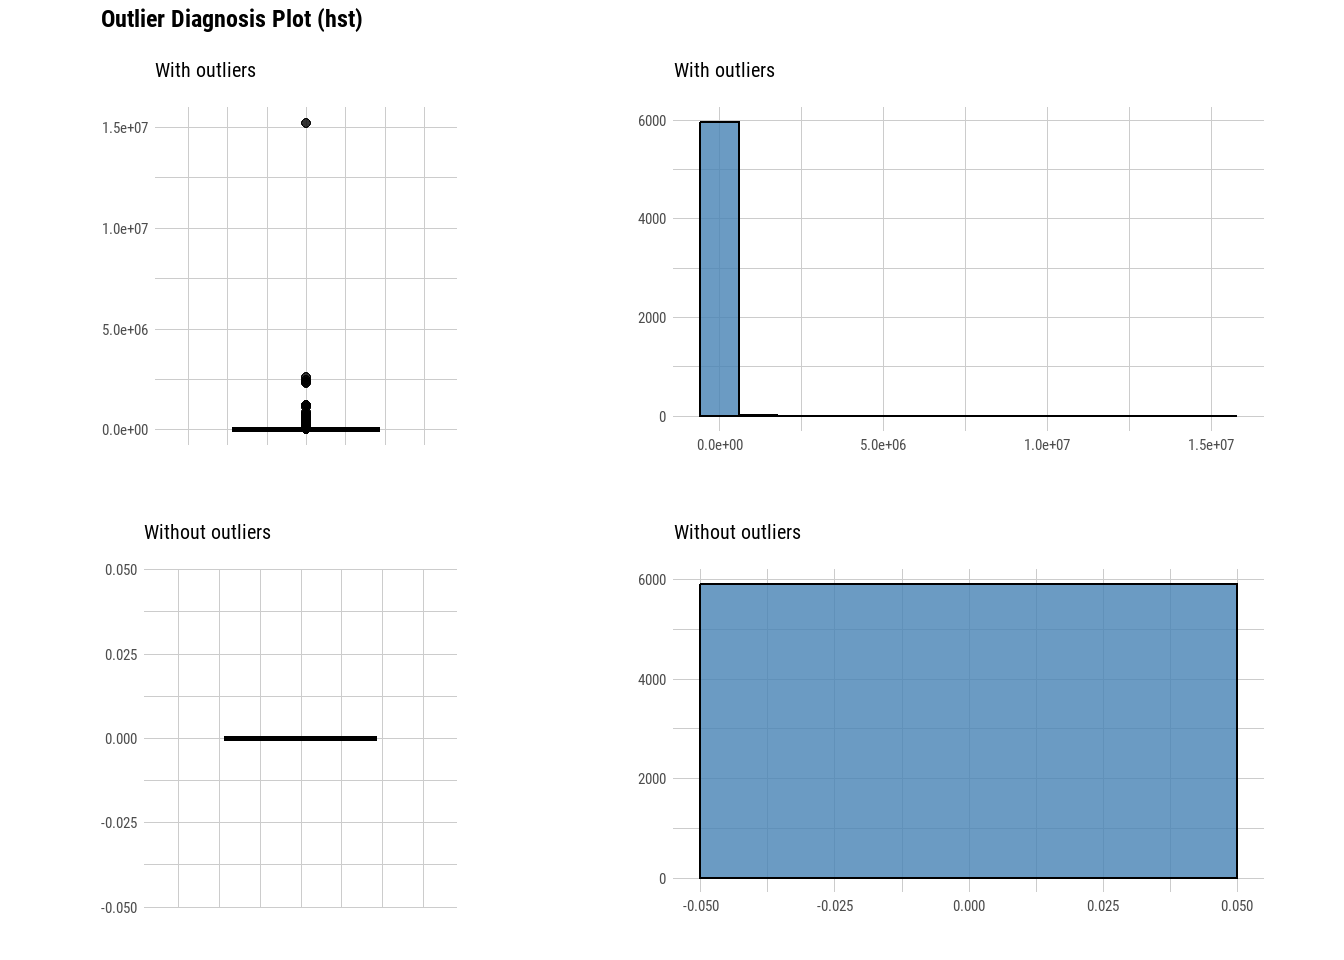 Outlier Diagnosis Plot (hst)
With outliers
1.5e+07
1.0e+07
5.0e+06
0.0e+00
With outliers
6000
4000
2000
0
0.0e+00 5.0e+06 1.0e+07 1.5e+07
Without outliers
0.050
0.025
0.000
-0.025
-0.050
Without outliers
6000
4000
2000
0
-0.050 -0.025 0.000 0.025 0.050